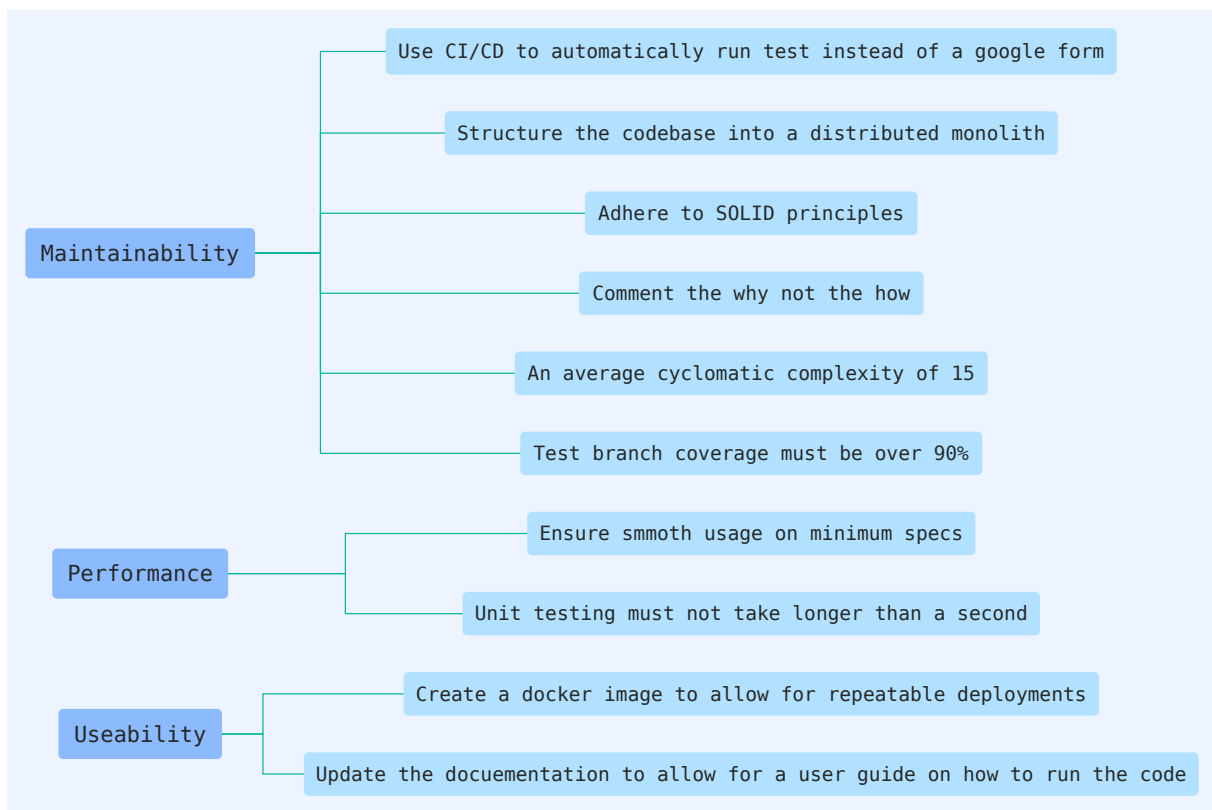 Use CI/CD to automatically run test instead of a google form
Structure the codebase into a distributed monolith
Adhere to SOLID principles
Maintainability
Comment the why not the how
An average cyclomatic complexity of 15
Test branch coverage must be over 90%
Ensure smmoth usage on minimum specs
Performance
Unit testing must not take longer than a second
Create a docker image to allow for repeatable deployments
Useability
Update the docuementation to allow for a user guide on how to run the code